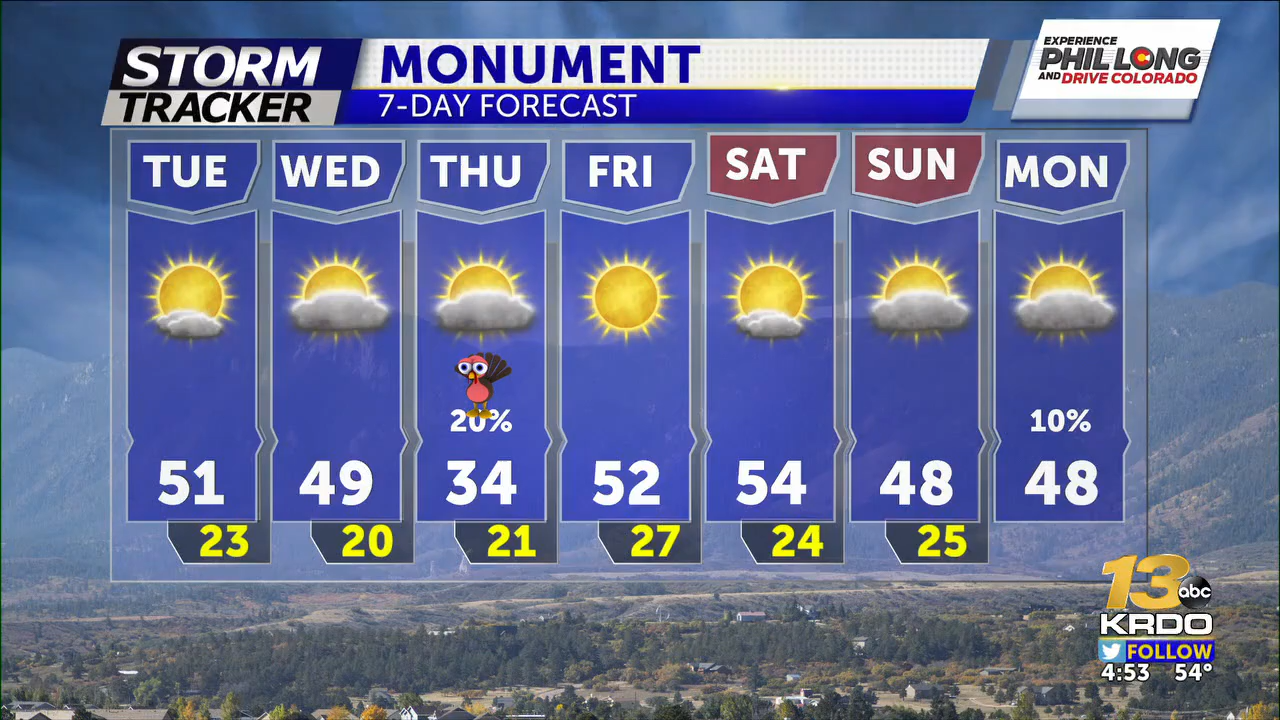 STORM
TRACKER
MONUMENT
7-DAY FORECAST
EXPERIENCE
PHIL LONG
AND DRIVE COLORADO
TUE WED THU FRI SAT SUN MON
20% 10%
51 49 34 52 54 48 48
23 20 21 27 24 25
13 abc
KRDO
FOLLOW
4:53 54°